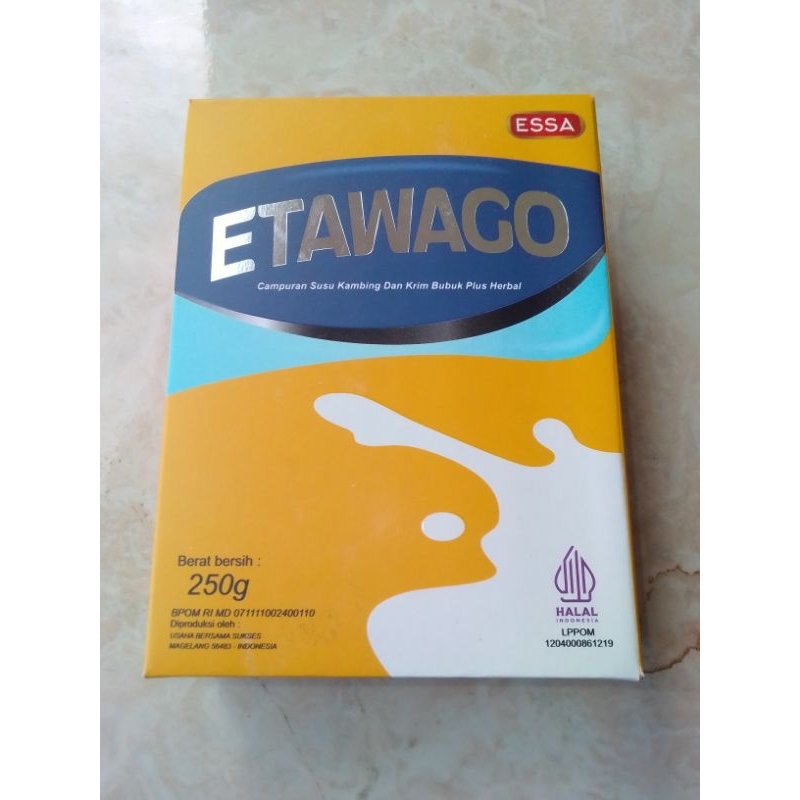 ESSA
ETAWAGO
Campuran Susu Kambing Dan Krim Bubuk Plus Herbal
Berat bersih :
250g
BPOM RI MD 071111002400110
Diproduksi oleh :
USAHA BERSAMA SUKSES
MAGELANG 56493 - INDONESIA
HALAL
INDONESIA
LPPOM
1204000861219